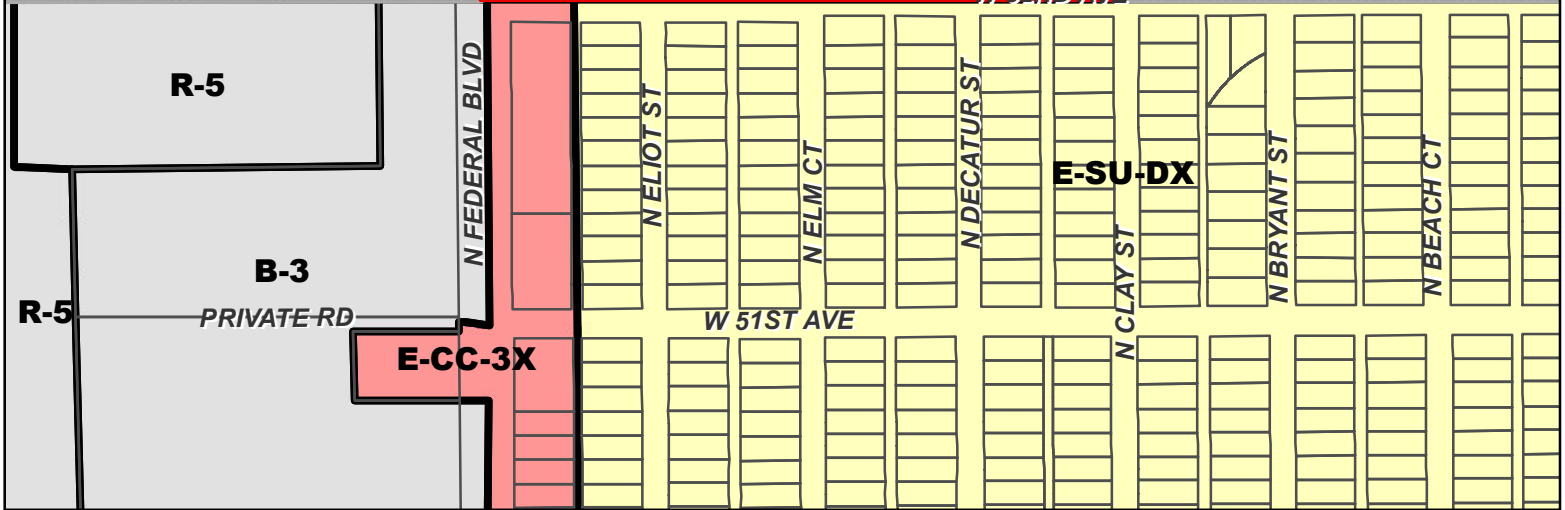 R-5
N FEDERAL BLVD
N ELIOT ST
N ELM CT
N DECATUR ST
E-SU-DX
N CLAY ST
N BRYANT ST
N BEACH CT
B-3
R-5
PRIVATE RD
W 51ST AVE
E-CC-3X